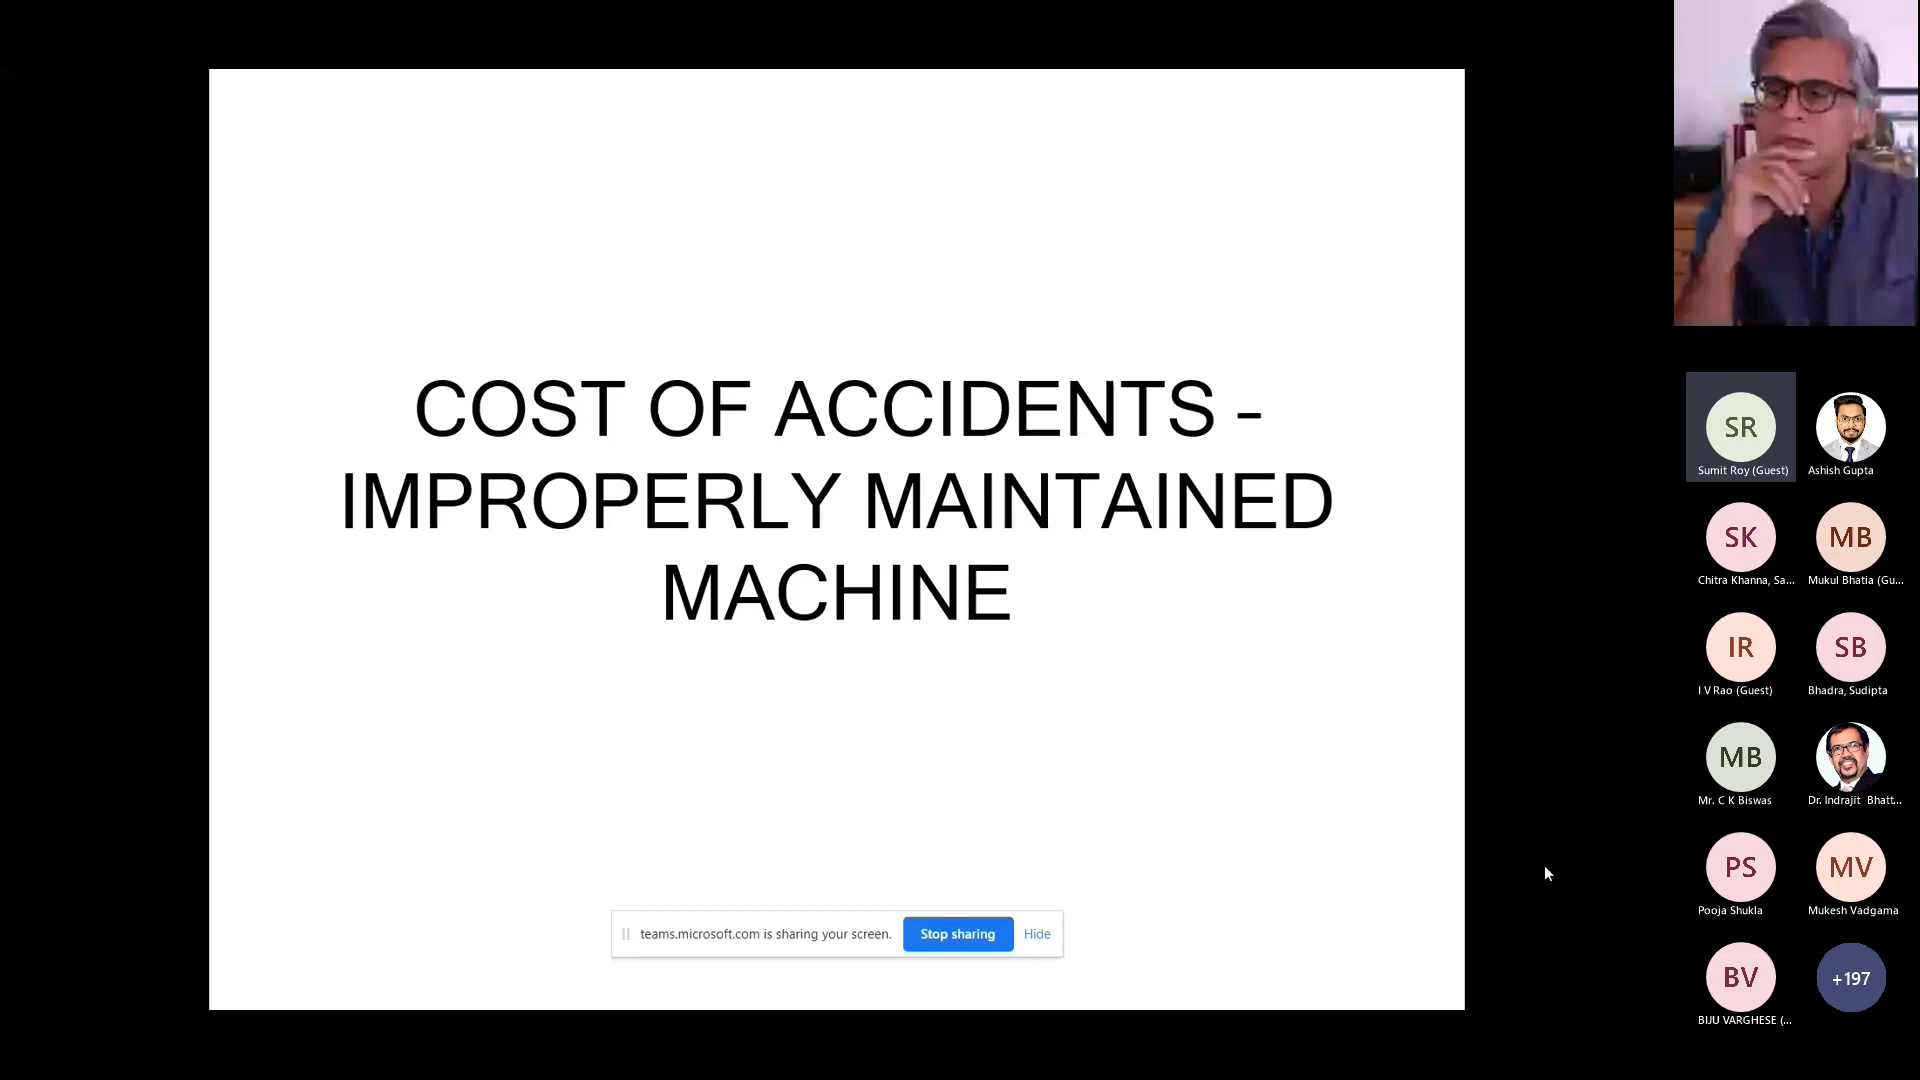 COST OF ACCIDENTS -
IMPROPERLY MAINTAINED
MACHINE
teams.microsoft.com is sharing your screen.
Stop sharing
Hide
SR
Sumit Roy (Guest)
Ashish Gupta
SK
Chitra Khanna, Sa...
MB
Mukul Bhatia (Gu...
IR
I V Rao (Guest)
SB
Bhadra, Sudipta
MB
Mr. C K Biswas
Dr. Indrajit Bhatt...
PS
Pooja Shukla
MV
Mukesh Vadgama
BV
BIJU VARGHESE (...
+197